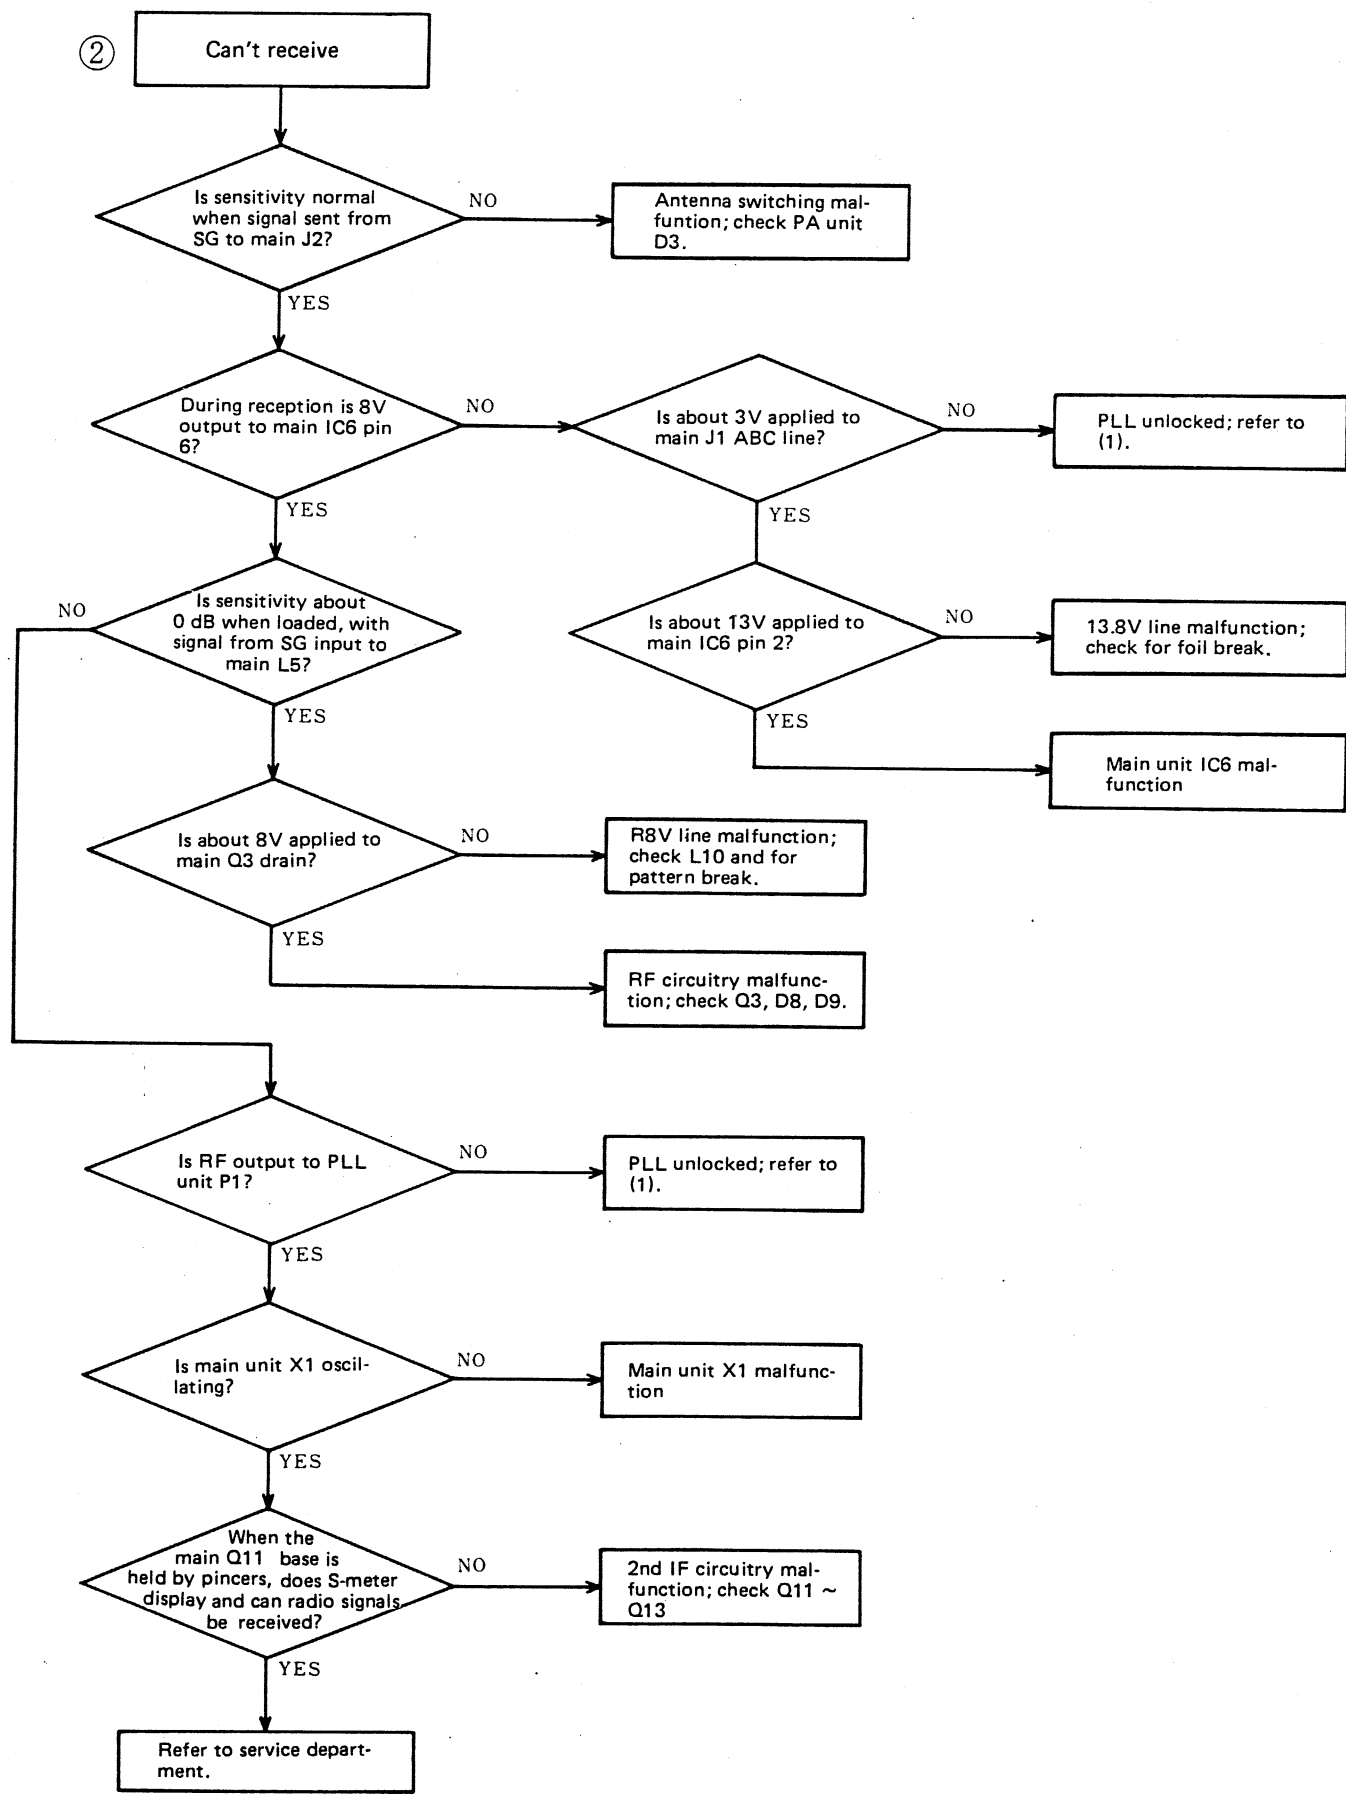 ②
Can't receive
Is sensitivity normal
when signal sent from
SG to main J2?
NO
Antenna switching mal-
funtion; check PA unit
D3.
YES
During reception is 8V
output to main IC6 pin
6?
NO
Is about 3V applied to
main J1 ABC line?
NO
PLL unlocked; refer to
(1).
YES
YES
Is sensitivity about
0 dB when loaded, with
signal from SG input to
main L5?
NO
Is about 13V applied to
main IC6 pin 2?
NO
13.8V line malfunction;
check for foil break.
YES
YES
Main unit IC6 mal-
function
Is about 8V applied to
main Q3 drain?
NO
R8V line malfunction;
check L10 and for
pattern break.
YES
RF circuitry malfunc-
tion; check Q3, D8, D9.
Is RF output to PLL
unit P1?
NO
PLL unlocked; refer to
(1).
YES
Is main unit X1 oscil-
lating?
NO
Main unit X1 malfunc-
tion
YES
When the
main Q11 base is
held by pincers, does S-meter
display and can radio signals
be received?
NO
2nd IF circuitry mal-
function; check Q11 ~
Q13
YES
Refer to service depart-
ment.